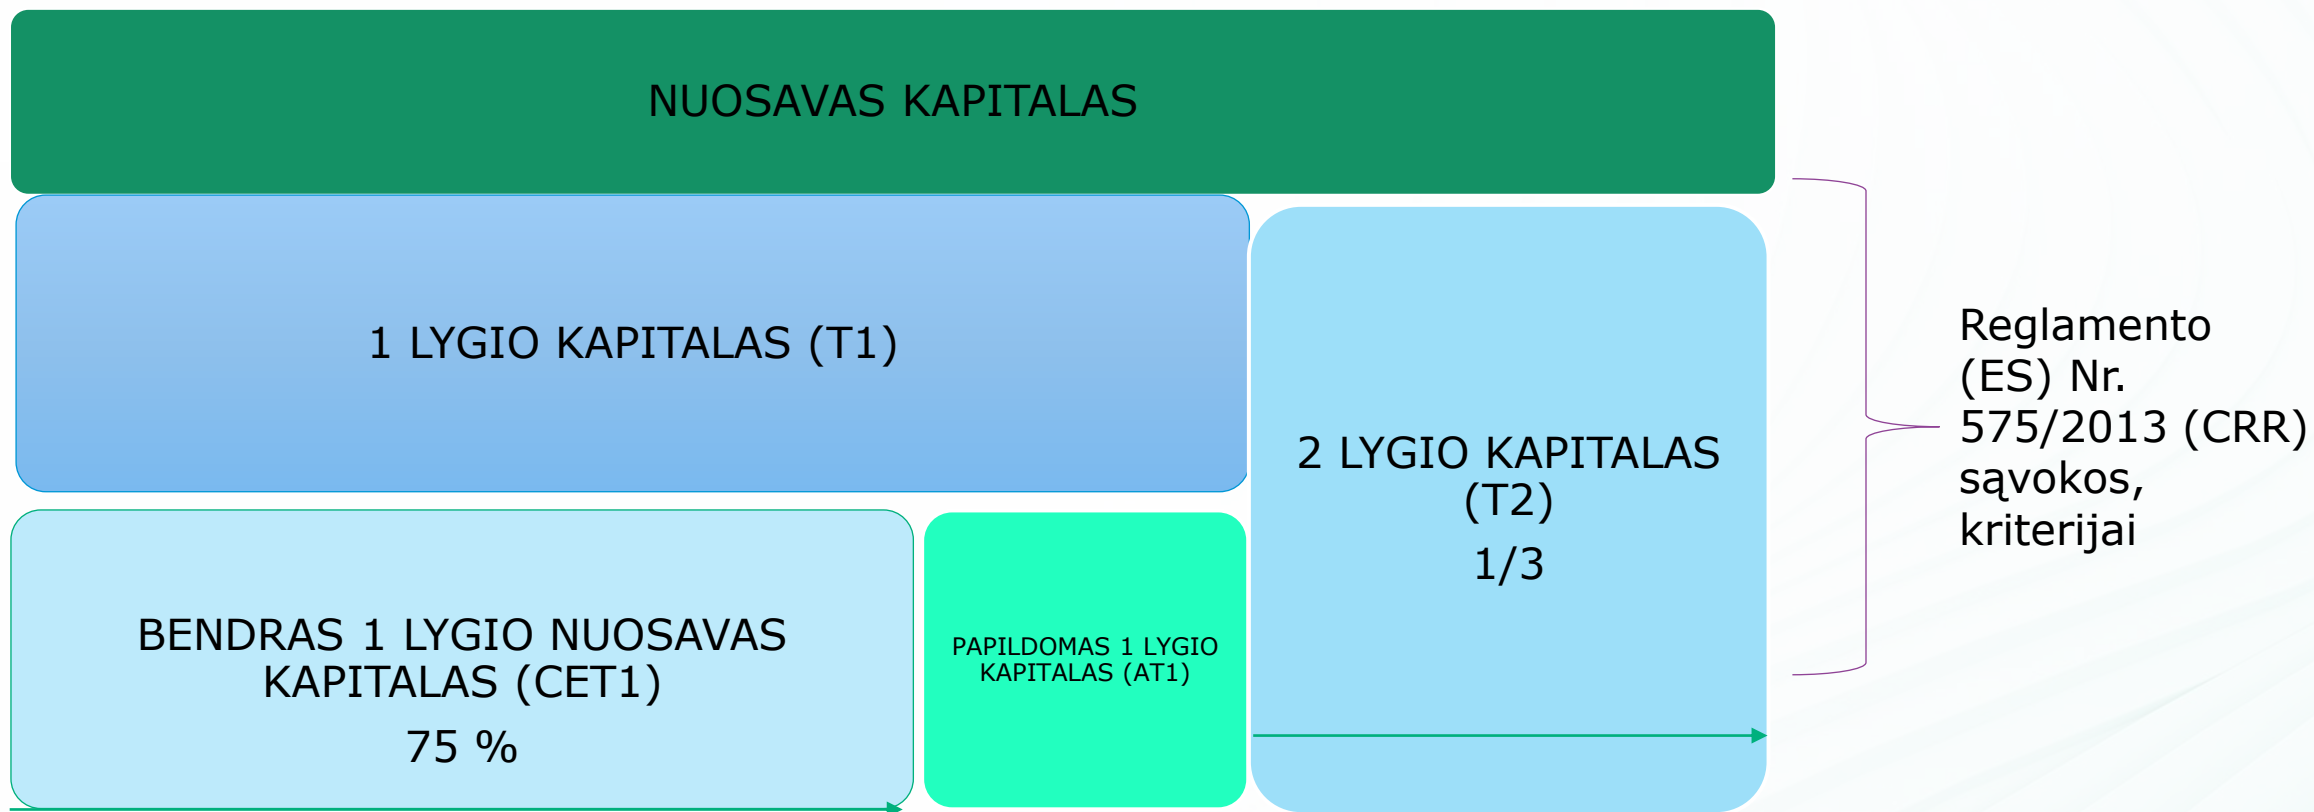 NUOSAVAS KAPITALAS
1 LYGIO KAPITALAS (T1)
2 LYGIO KAPITALAS
(T2)
1/3
BENDRAS 1 LYGIO NUOSAVAS
KAPITALAS (CET1)
75 %
PAPILDOMAS 1 LYGIO
KAPITALAS (AT1)
Reglamento
(ES) Nr.
575/2013 (CRR)
sąvokos,
kriterijai